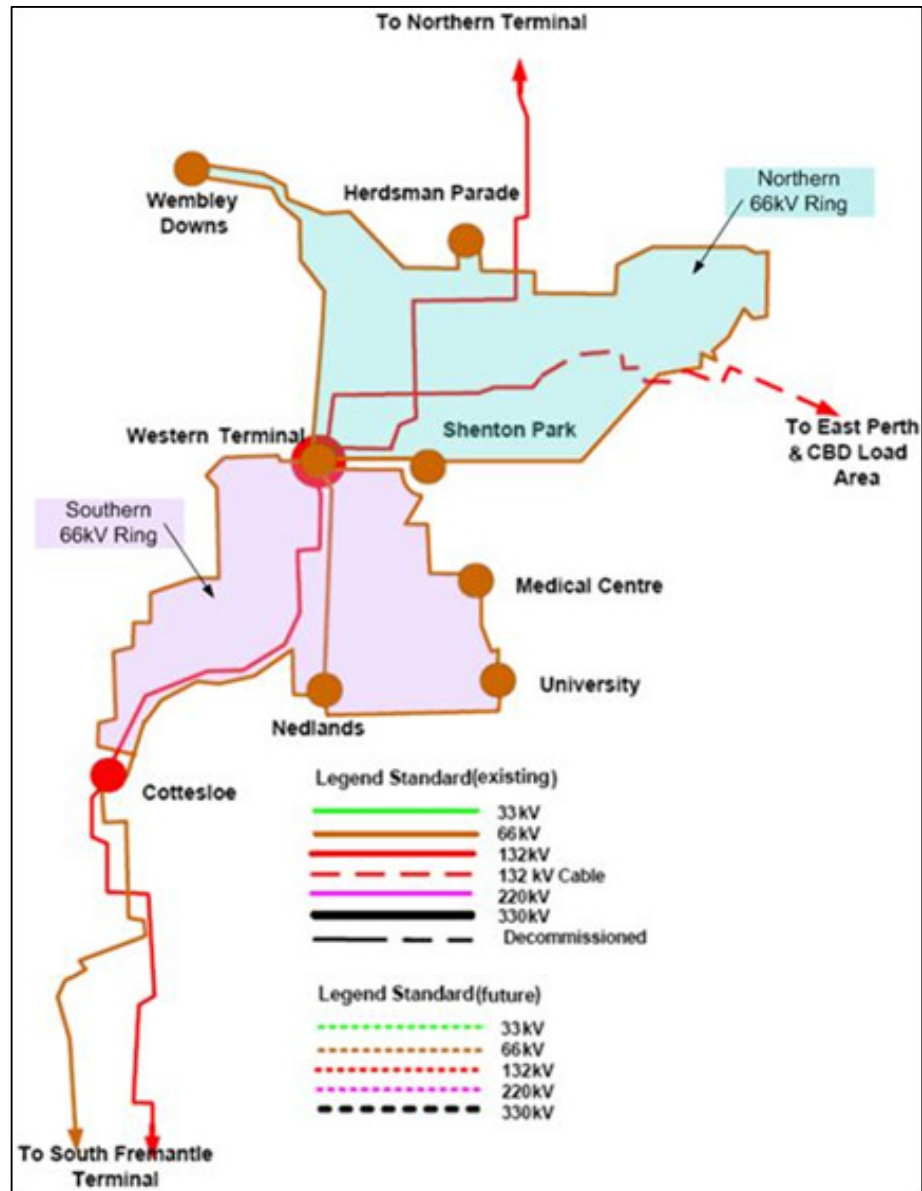 To Northern Terminal
Northern
66kV Ring
Herdsman Parade
Wembley
Downs
Western Terminal
Shenton Park
To East Perth
& CBD Load
Area
Southern
66kV Ring
Medical Centre
University
Nedlands
Cottesloe
Legend Standard(existing)
33kV
66kV
132kV
132 kV Cable
220kV
330kV
Decommissioned
Legend Standard(future)
33kV
66kV
132kV
220kV
330kV
To South Fremantle
Terminal